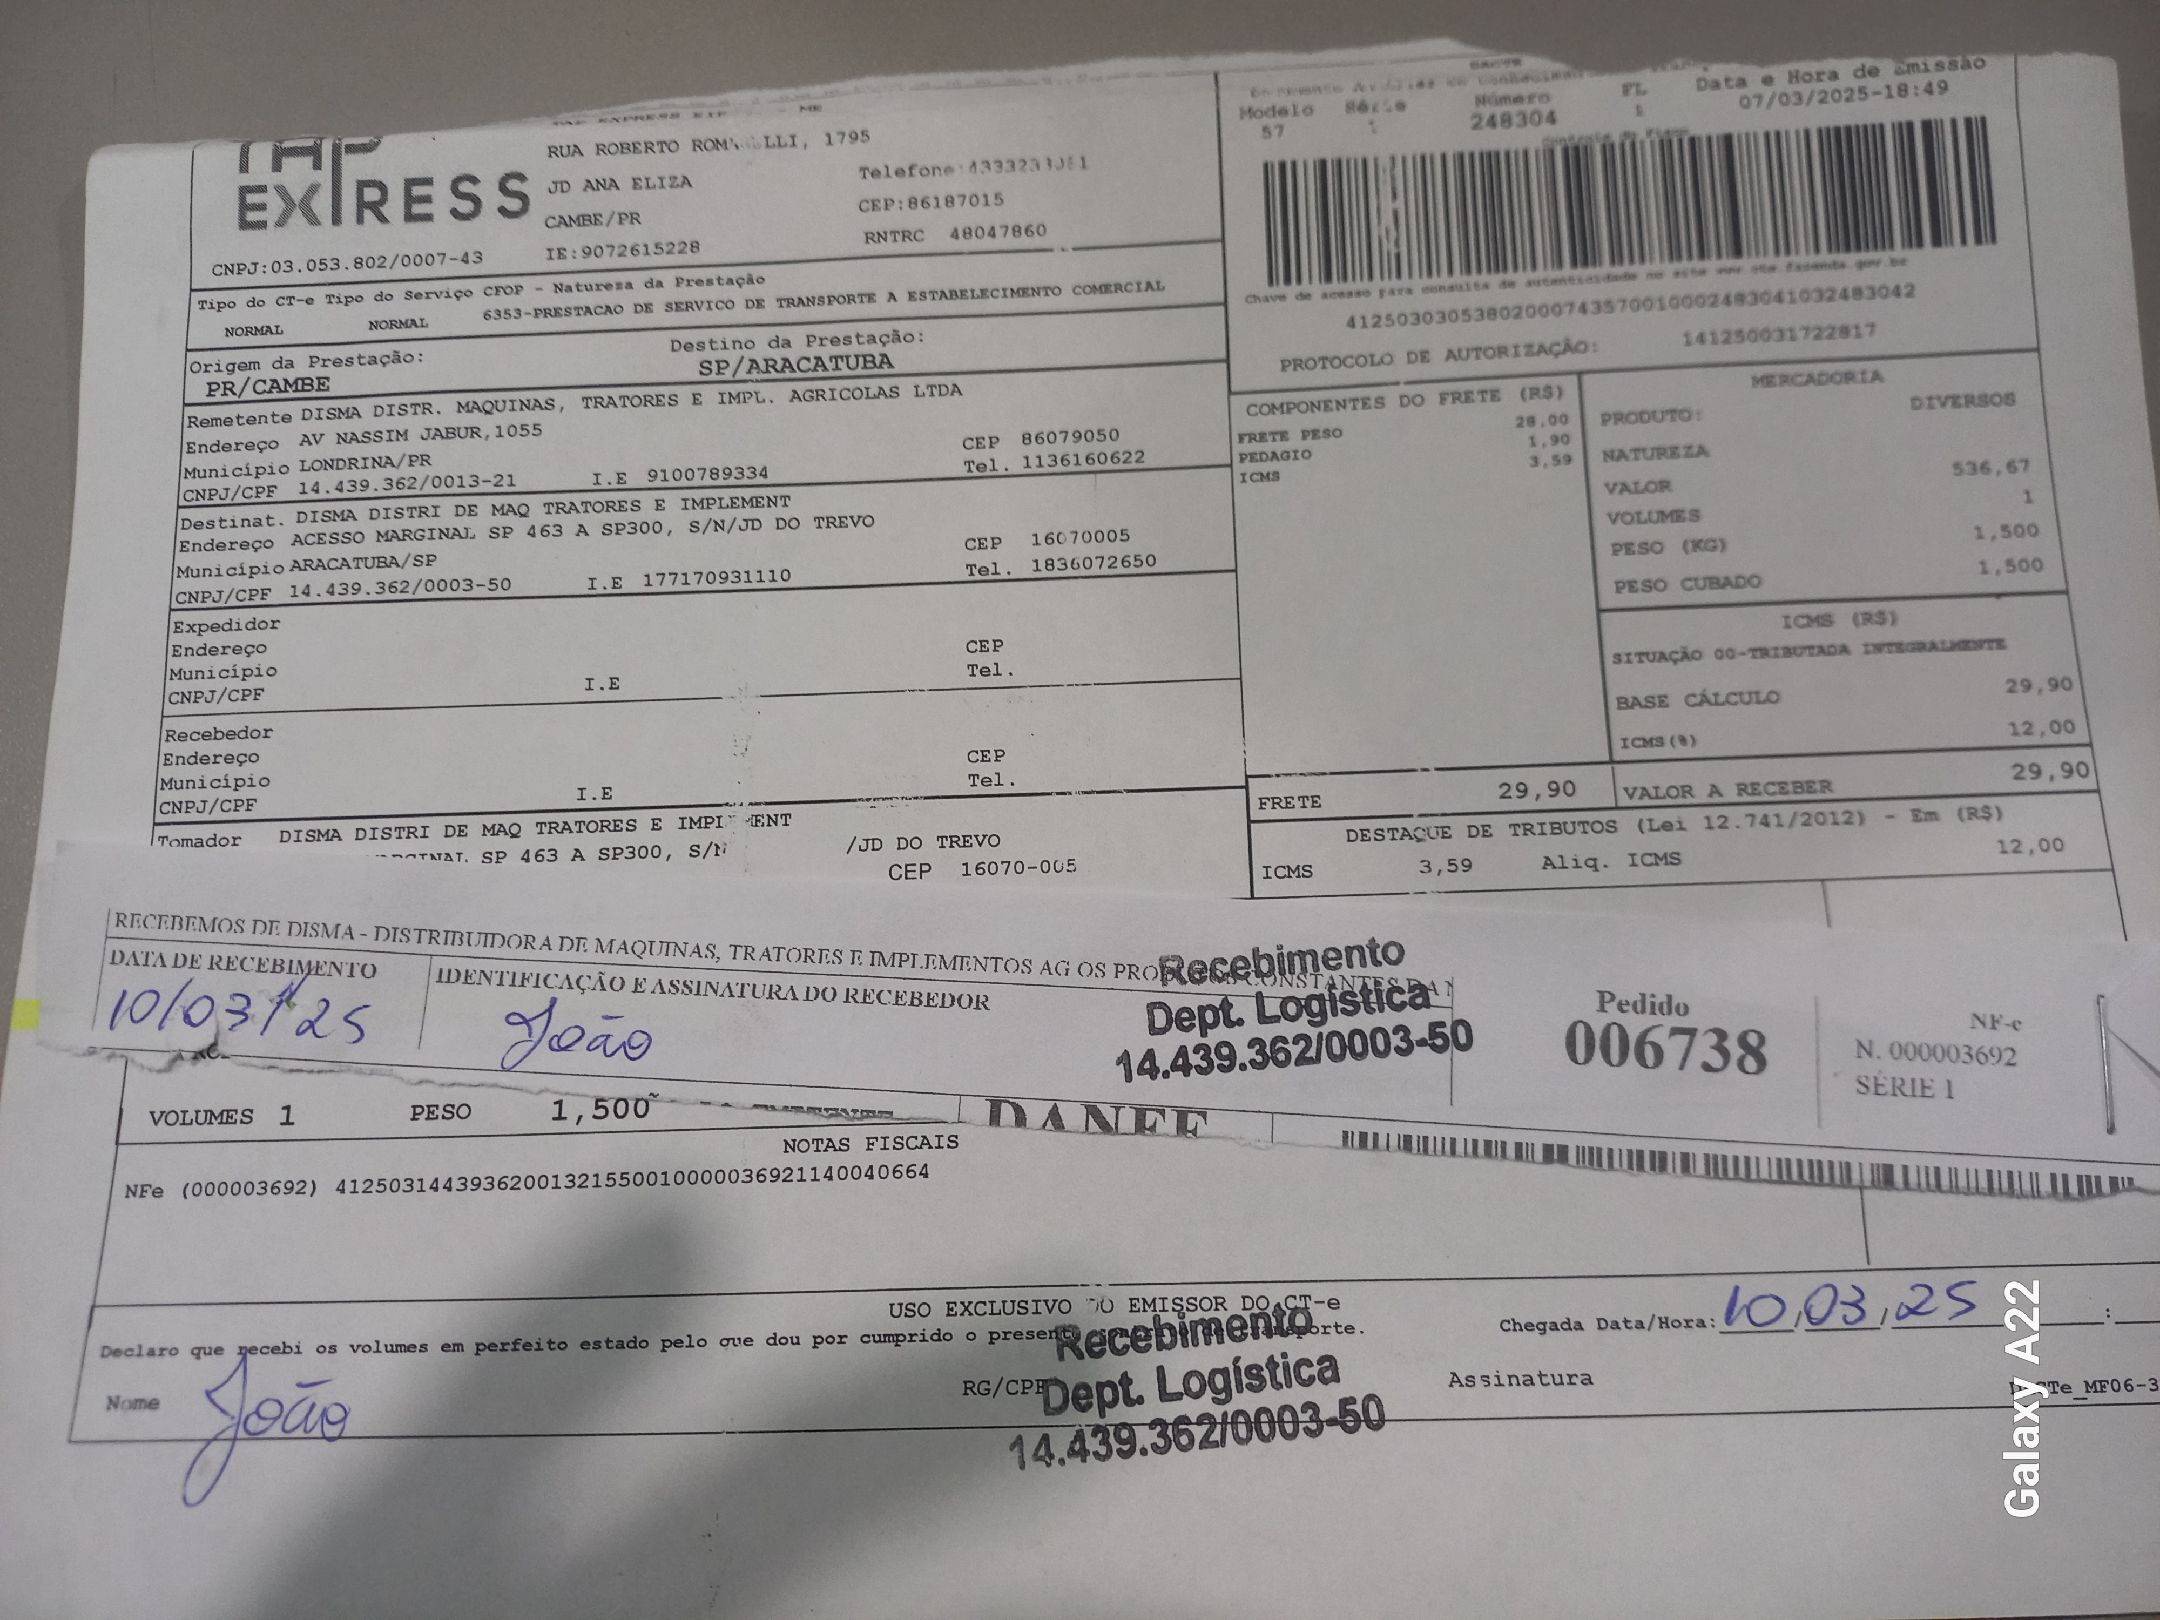 TAP
EXPRESS
RUA ROBERTO
1795
JD ANA ELIZA
CAMBE/PR
IE:9072615228
Telefone:
CEP:86187015
RNTRC 48047860
CNPJ:03.053.802/0007-43
Modelo Série Número FL Data e Hora de Emissão
57 1 248304 1 07/03/2025-18:49
Chave de acesso para consulta de autenticidade no site www.cte.fazenda.gov.br
41250303053802000743570010002483041032483042
PROTOCOLO DE AUTORIZAÇÃO: 141250031722817
Tipo do CT-e Tipo do Serviço CFOP - Natureza da Prestação
NORMAL NORMAL 6353-PRESTACAO DE SERVICO DE TRANSPORTE A ESTABELECIMENTO COMERCIAL
Origem da Prestação: Destino da Prestação:
PR/CAMBE SP/ARACATUBA
Remetente DISMA DISTR. MAQUINAS, TRATORES E IMPL. AGRICOLAS LTDA
Endereço AV NASSIM JABUR,1055 CEP 86079050
Município LONDRINA/PR Tel. 1136160622
CNPJ/CPF 14.439.362/0013-21 I.E 9100789334
Destinat. DISMA DISTRI DE MAQ TRATORES E IMPLEMENT
Endereço ACESSO MARGINAL SP 463 A SP300, S/N/JD DO TREVO CEP 16070005
Município ARACATUBA/SP Tel. 1836072650
CNPJ/CPF 14.439.362/0003-50 I.E 177170931110
Expedidor
Endereço CEP
Município Tel.
CNPJ/CPF I.E
Recebedor
Endereço CEP
Município Tel.
CNPJ/CPF I.E
Tomador DISMA DISTRI DE MAQ TRATORES E
SP 463 A SP300, /JD DO TREVO
CEP 16070-005
COMPONENTES DO FRETE (R$)
FRETE PESO 28,00
PEDAGIO 1,90
ICMS 3,59
MERCADORIA
PRODUTO: DIVERSOS
NATUREZA
VALOR 536,67
VOLUMES 1
PESO (KG) 1,500
PESO CUBADO 1,500
ICMS (R$)
SITUAÇÃO 00-TRIBUTADA INTEGRALMENTE
BASE CÁLCULO 29,90
ICMS(%) 12,00
FRETE 29,90 VALOR A RECEBER 29,90
DESTAQUE DE TRIBUTOS (Lei 12.741/2012) - Em (R$)
ICMS 3,59 Aliq. ICMS 12,00
RECEBEMOS DE DISMA - DISTRIBUIDORA DE MAQUINAS, TRATORES E IMPLEMENTOS AG OS CONSTANTES DA
DATA DE RECEBIMENTO IDENTIFICAÇÃO E ASSINATURA DO RECEBEDOR
10/03/25 João
Recebimento
Dept. Logística
14.439.362/0003-50
Pedido
006738
NF-e
N. 000003692
SÉRIE 1
VOLUMES 1 PESO 1,500
DANFE
NOTAS FISCAIS
NFe (000003692) 41250314439362001321550010000036921140040664
USO EXCLUSIVO DO EMISSOR DO CT-e
Declaro que recebi os volumes em perfeito estado pelo que dou por cumprido o
Chegada Data/Hora: 10/03/25 :
Nome João RG/CPF Assinatura
Recebimento
Dept. Logística
14.439.362/0003-50
Galaxy A22